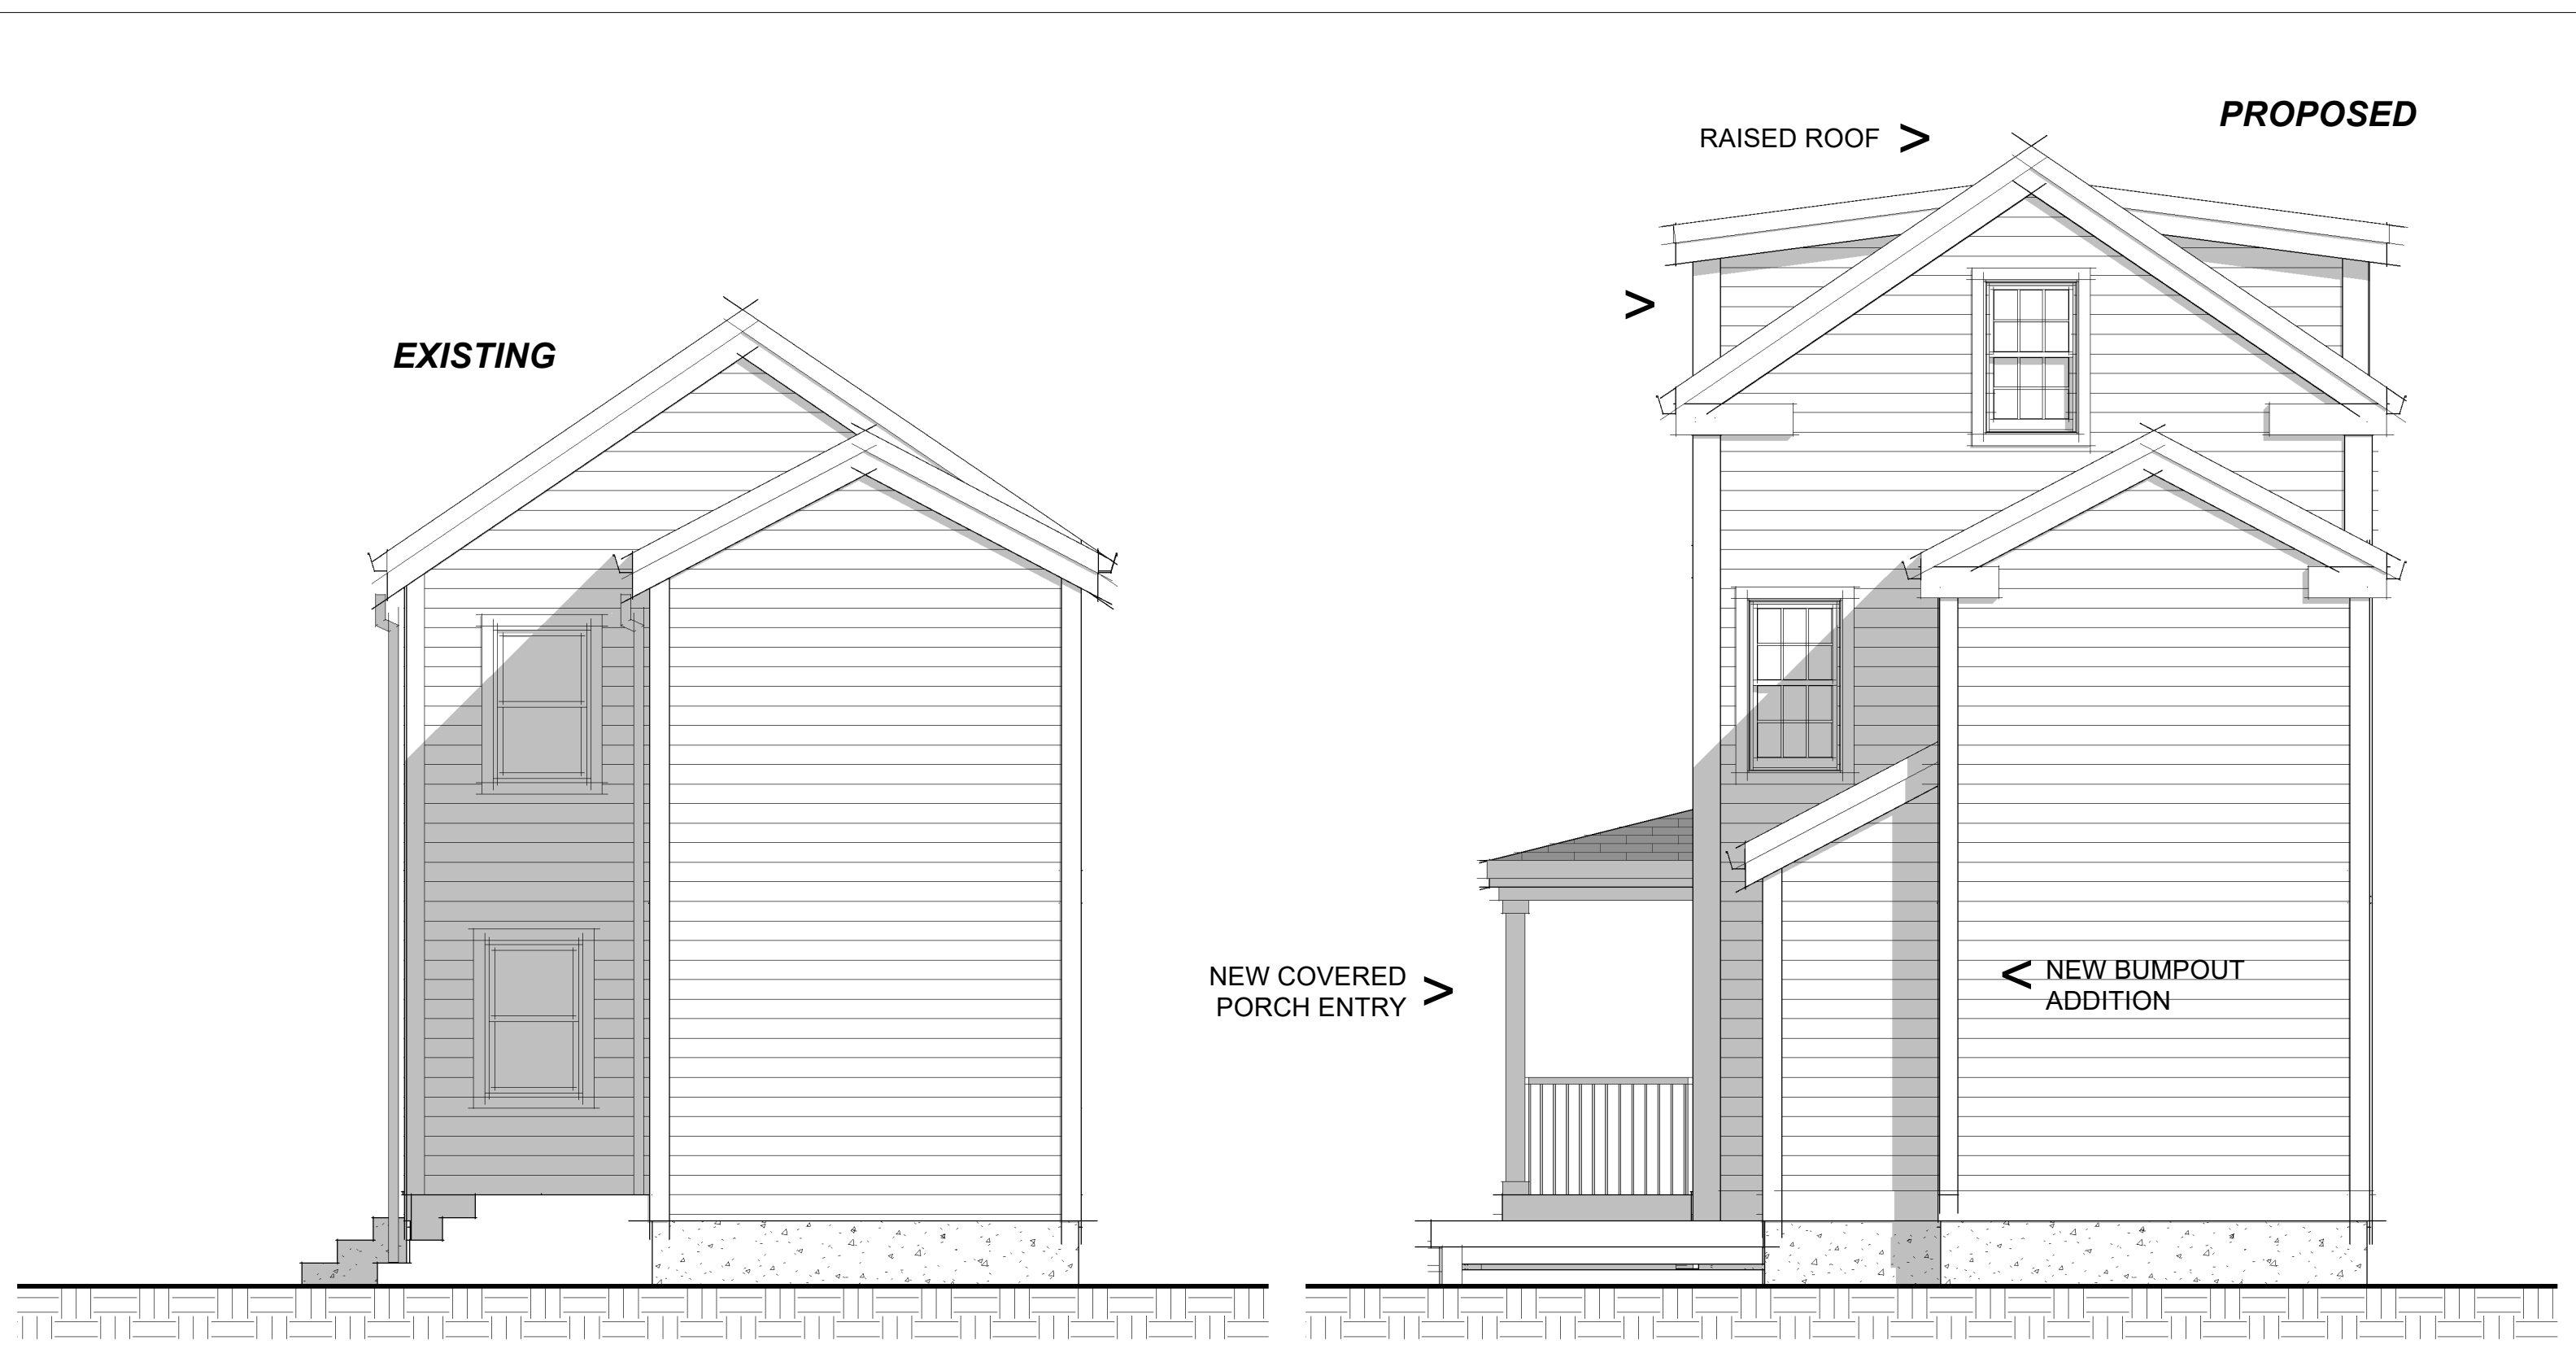 EXISTING
PROPOSED
RAISED ROOF >
>
NEW COVERED
PORCH ENTRY >
< NEW BUMPOUT
ADDITION